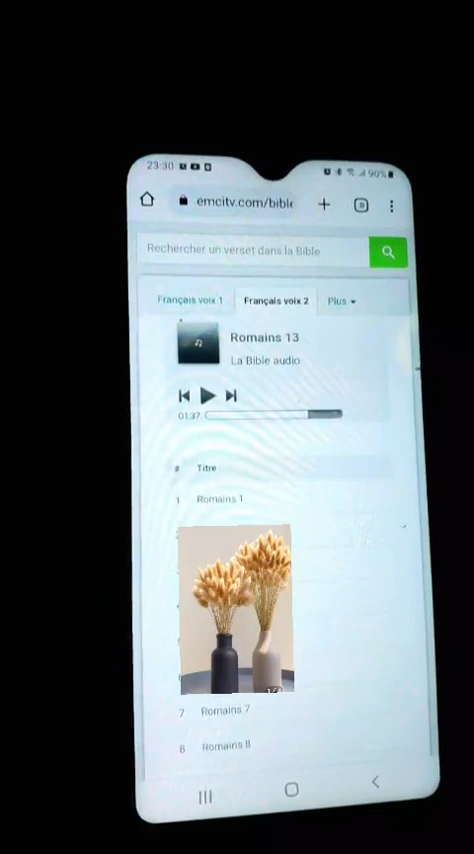 23:30
90%
emcitv.com/bible
Rechercher un verset dans la Bible
Français voix 1 Français voix 2 Plus
Romains 13
La Bible audio
01:37
# Titre
1 Romains 1
7 Romains 7
8 Romains 8